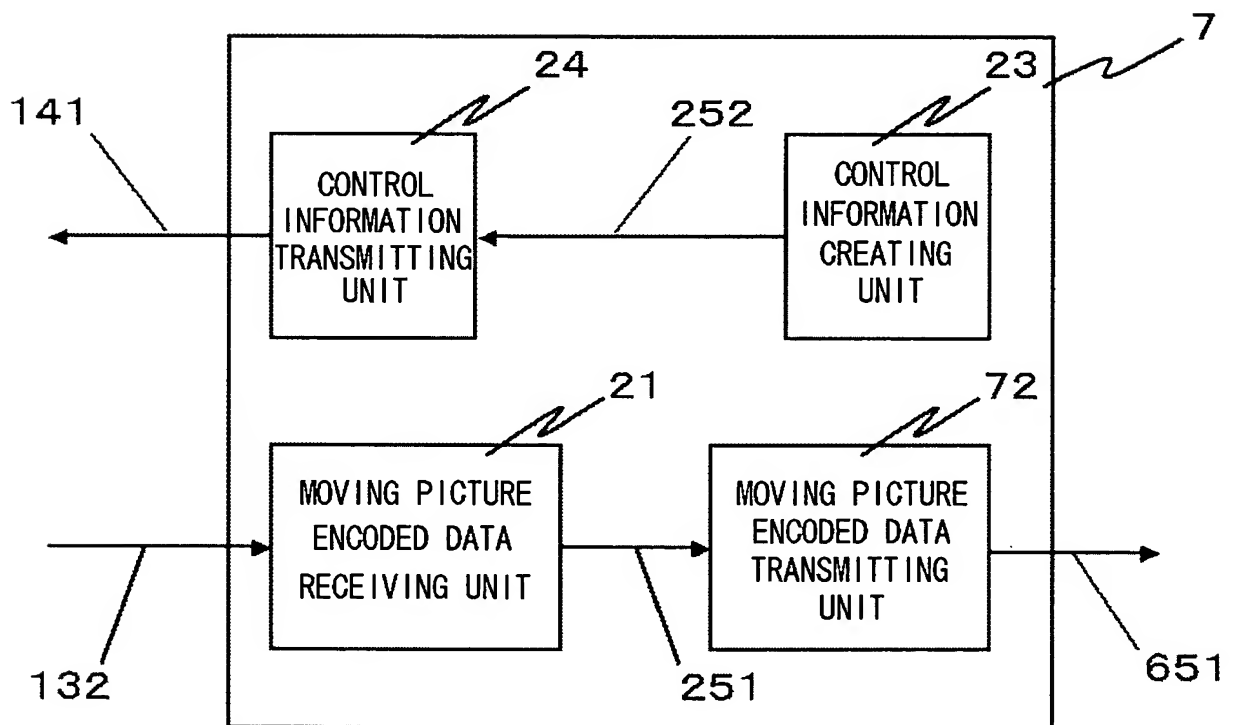 7
24
23
141
252
CONTROL
INFORMATION
TRANSMITTING
UNIT
CONTROL
INFORMATION
CREATING
UNIT
21
72
MOVING PICTURE
ENCODED DATA
RECEIVING UNIT
MOVING PICTURE
ENCODED DATA
TRANSMITTING
UNIT
132
251
651